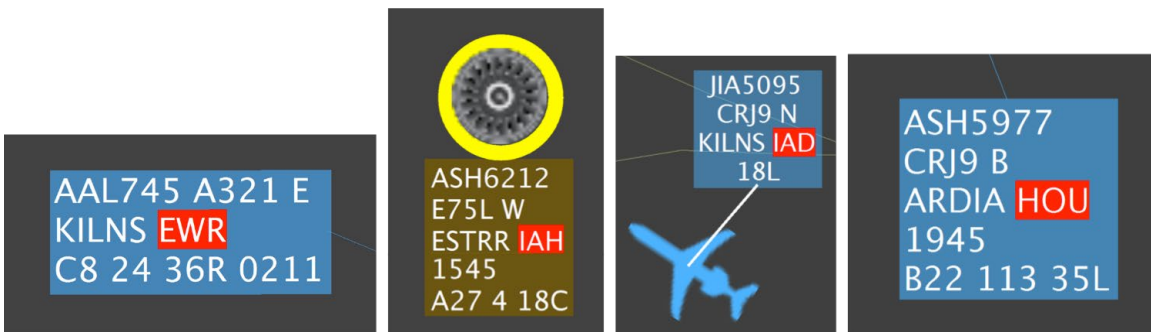 AAL745 A321 E
KILNS EWR
C8 24 36R 0211
ASH6212
E75L W
ESTRR IAH
1545
A27 4 18C
JIA5095
CRJ9 N
KILNS IAD
18L
ASH5977
CRJ9 B
ARDIA HOU
1945
B22 113 35L